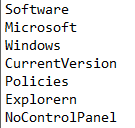 Software
Microsoft
Windows
CurrentVersion
Policies
Explorern
NoControlPanel